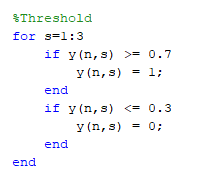 %Threshold
for s=1:3
    if y(n,s) >= 0.7
        y(n,s) = 1;
    end
    if y(n,s) <= 0.3
        y(n,s) = 0;
    end
end